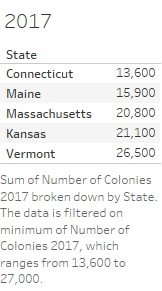 2017
State
Connecticut 13,600
Maine 15,900
Massachusetts 20,800
Kansas 21,100
Vermont 26,500
Sum of Number of Colonies
2017 broken down by State.
The data is filtered on
minimum of Number of
Colonies 2017, which
ranges from 13,600 to
27,000.